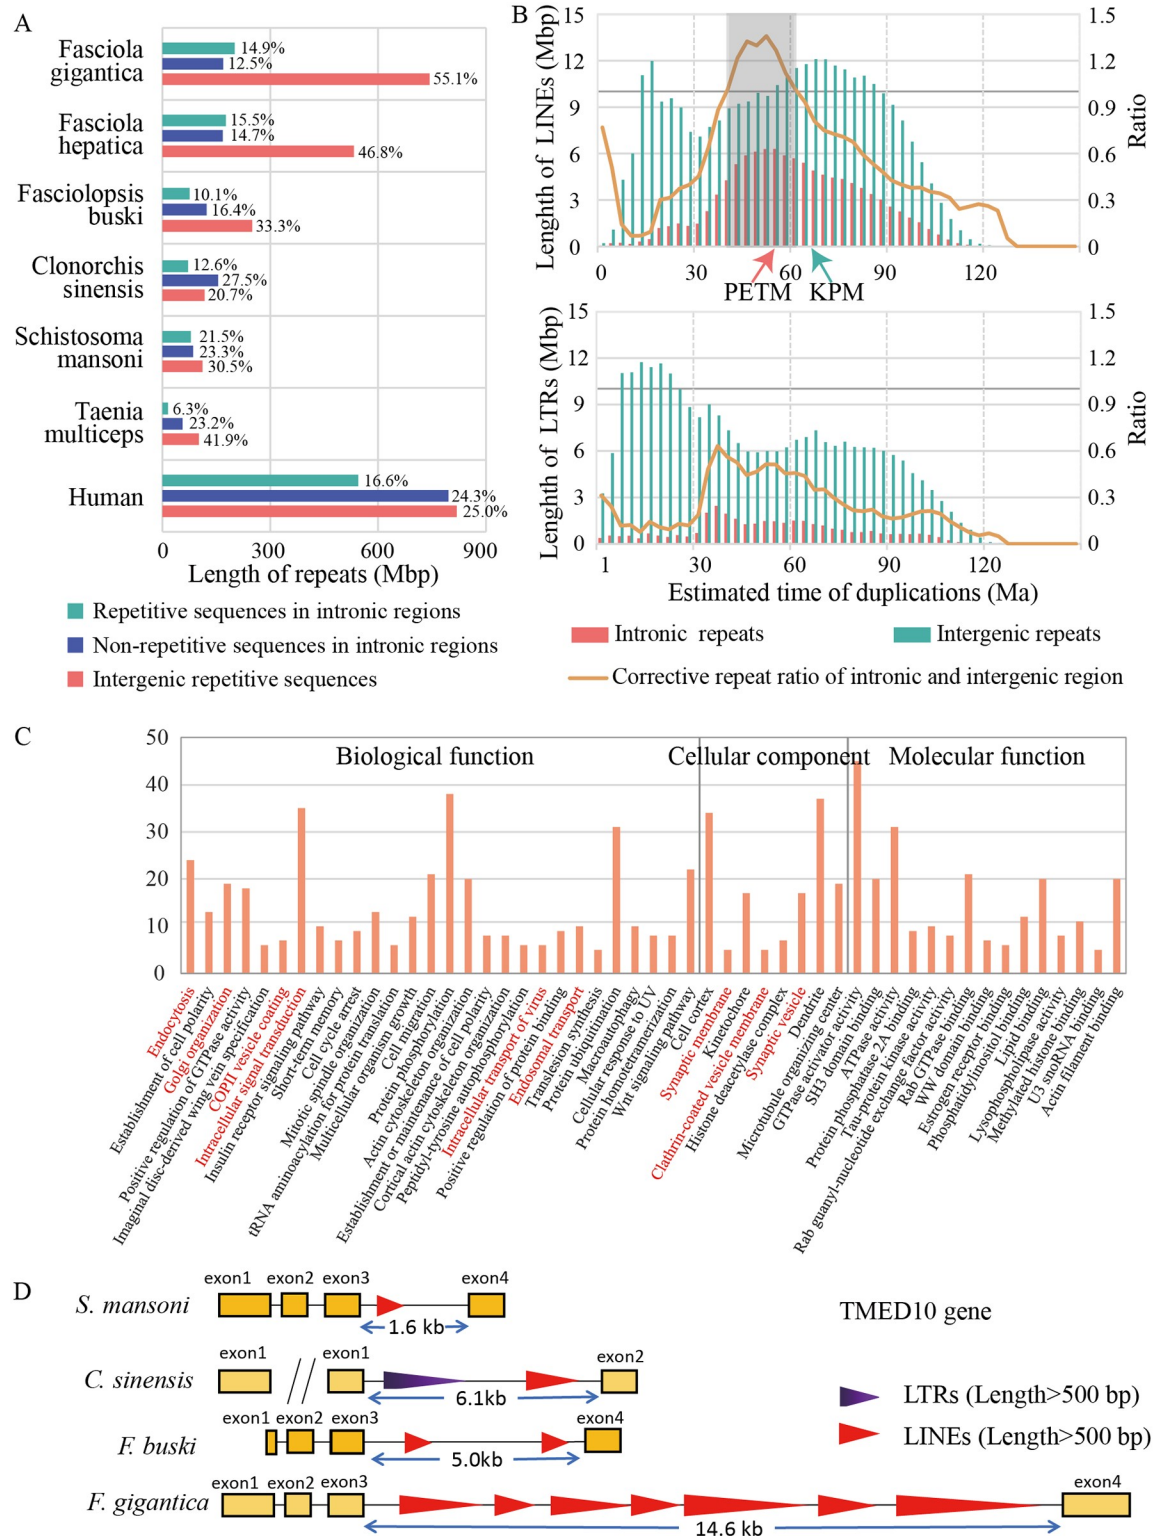 A
Fasciola
gigantica
14.9%
12.5%
55.1%
Fasciola
hepatica
15.5%
14.7%
46.8%
Fasciolopsis
buski
10.1%
16.4%
33.3%
Clonorchis
sinensis
12.6%
27.5%
20.7%
Schistosoma
mansoni
21.5%
23.3%
30.5%
Taenia
multiceps
6.3%
23.2%
41.9%
Human
16.6%
24.3%
25.0%
0 300 600 900
Length of repeats (Mbp)
Repetitive sequences in intronic regions
Non-repetitive sequences in intronic regions
Intergenic repetitive sequences
B
Lenghth of LINEs (Mbp)
15
12
9
6
3
0
1.5
1.2
0.9
0.6
0.3
0
Ratio
0 30 60 90 120
PETM KPM
Lenghth of LTRs (Mbp)
15
12
9
6
3
0
1.5
1.2
0.9
0.6
0.3
0
Ratio
1 30 60 90 120
Estimated time of duplications (Ma)
Intronic repeats
Intergenic repeats
Corrective repeat ratio of intronic and intergenic region
C
50
40
30
20
10
0
Biological function
Cellular component
Molecular function
Endocytosis
Establishment of cell polarity
Golgi organization
Positive regulation of GTPase activity
Imaginal disc-derived wing vein specification
COPII vesicle coating
Intracellular signal transduction
Insulin receptor signaling pathway
Short-term memory
Cell cycle arrest
Mitotic spindle organization
tRNA aminoacylation for protein translation
Multicellular organism growth
Cell migration
Protein phosphorylation
Actin cytoskeleton organization
Establishment or maintenance of cell polarity
Cortical actin cytoskeleton organization
Peptidyl-tyrosine autophosphorylation
Intracellular transport of virus
Positive regulation of protein binding
Endosomal transport
Translesion synthesis
Protein ubiquitination
Macroautophagy
Cellular response to UV
Protein homotetramerization
Wnt signaling pathway
Cell cortex
Synaptic membrane
Kinetochore
Clathrin-coated vesicle membrane
Histone deacetylase complex
Synaptic vesicle
Dendrite
Microtubule organizing center
GTPase activator activity
SH3 domain binding
ATPase activity
Protein phosphatase 2A binding
Tau-protein kinase activity
Rab guanyl-nucleotide exchange factor activity
Rab GTPase binding
WW domain binding
Estrogen receptor binding
Phosphatidylinositol binding
Lipid binding
Lysophospholipase activity
Methylated histone binding
U3 snoRNA binding
Actin filament binding
D
S. mansoni
exon1 exon2 exon3 exon4
1.6 kb
C. sinensis
exon1 exon1 exon2
6.1kb
F. buski
exon1 exon2 exon3 exon4
5.0kb
F. gigantica
exon1 exon2 exon3 exon4
14.6 kb
TMED10 gene
LTRs (Length>500 bp)
LINEs (Length>500 bp)